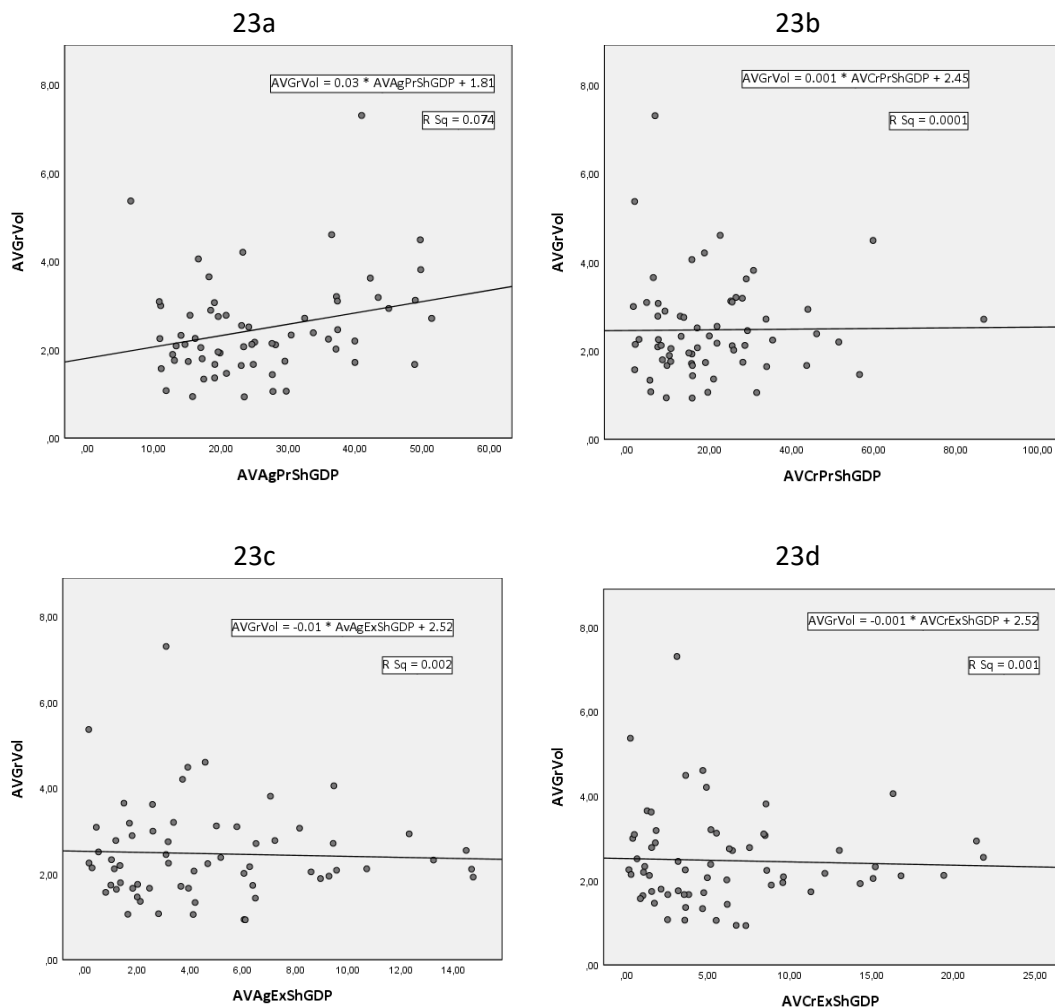 23a
AVGrVol = 0.03 * AVAgPrShGDP + 1.81
R Sq = 0.074
AVGrVol
8,00
6,00
4,00
2,00
,00
,00 10,00 20,00 30,00 40,00 50,00 60,00
AVAgPrShGDP
23b
AVGrVol = 0.001 * AVCrPrShGDP + 2.45
R Sq = 0.0001
AVGrVol
8,00
6,00
4,00
2,00
,00
,00 20,00 40,00 60,00 80,00 100,00
AVCrPrShGDP
23c
AVGrVol = -0.01 * AvAgExShGDP + 2.52
R Sq = 0.002
AVGrVol
8,00
6,00
4,00
2,00
,00
,00 2,00 4,00 6,00 8,00 10,00 12,00 14,00
AVAgExShGDP
23d
AVGrVol = -0.001 * AVCrExShGDP + 2.52
R Sq = 0.001
AVGrVol
8,00
6,00
4,00
2,00
,00
,00 5,00 10,00 15,00 20,00 25,00
AVCrExShGDP